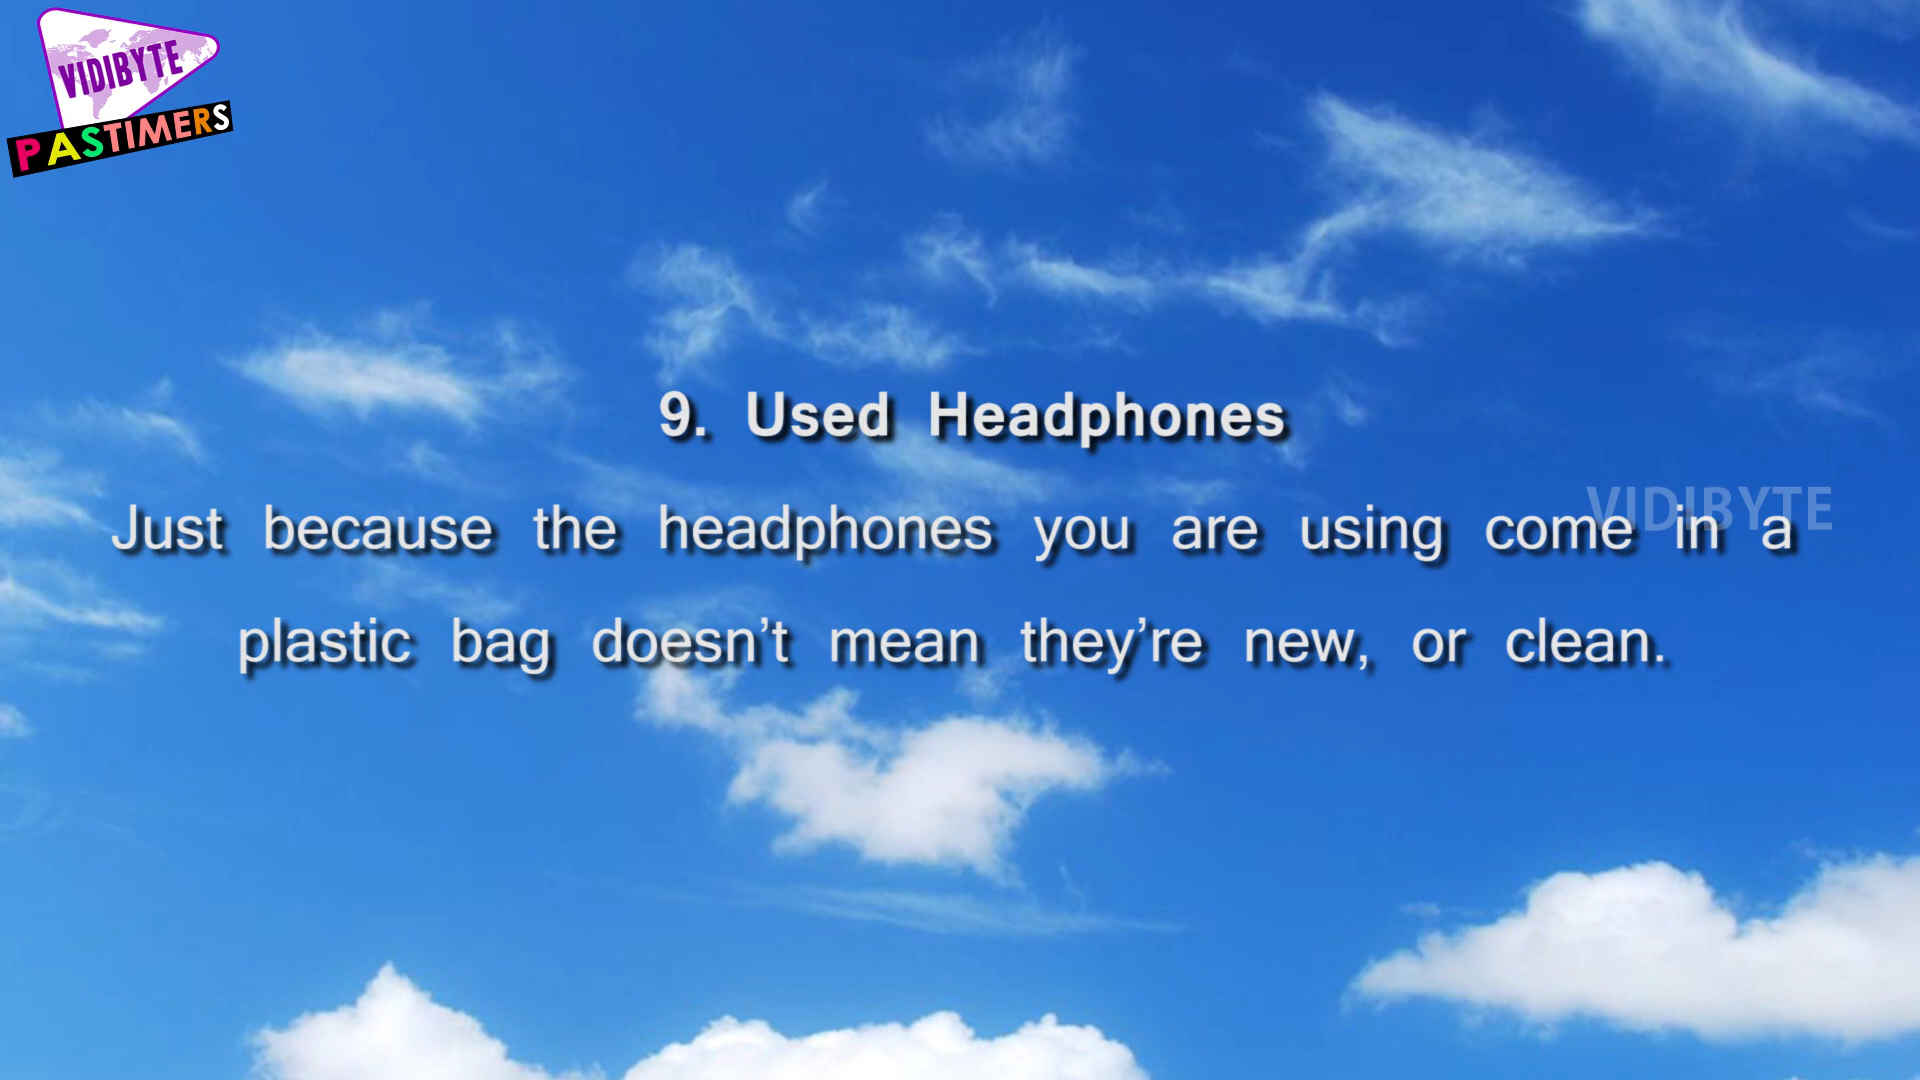 VIDIBYTE
PASTIMERS
9. Used Headphones
VIDIBYTE
Just because the headphones you are using come in a
plastic bag doesn’t mean they’re new, or clean.